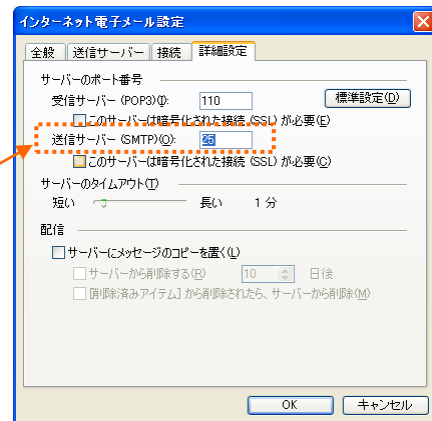 インターネット電子メール設定
全般 送信サーバー 接続 詳細設定
サーバーのポート番号
受信サーバー (POP3)(I): 110 標準設定(D)
このサーバーは暗号化された接続 (SSL) が必要(E)
送信サーバー (SMTP)(O): 25
このサーバーは暗号化された接続 (SSL) が必要(C)
サーバーのタイムアウト(T)
短い 長い 1 分
配信
サーバーにメッセージのコピーを置く(L)
サーバーから削除する(R) 10 日後
[削除済みアイテム] から削除されたら、サーバーから削除(M)
OK キャンセル